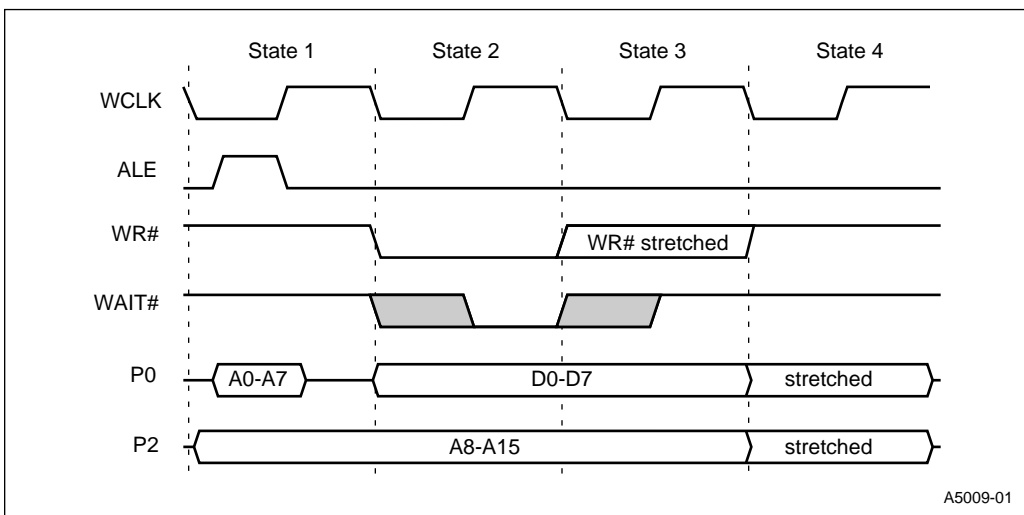 State 1 State 2 State 3 State 4
WCLK
ALE
WR# WR# stretched
WAIT#
P0 A0-A7 D0-D7 stretched
P2 A8-A15 stretched
A5009-01